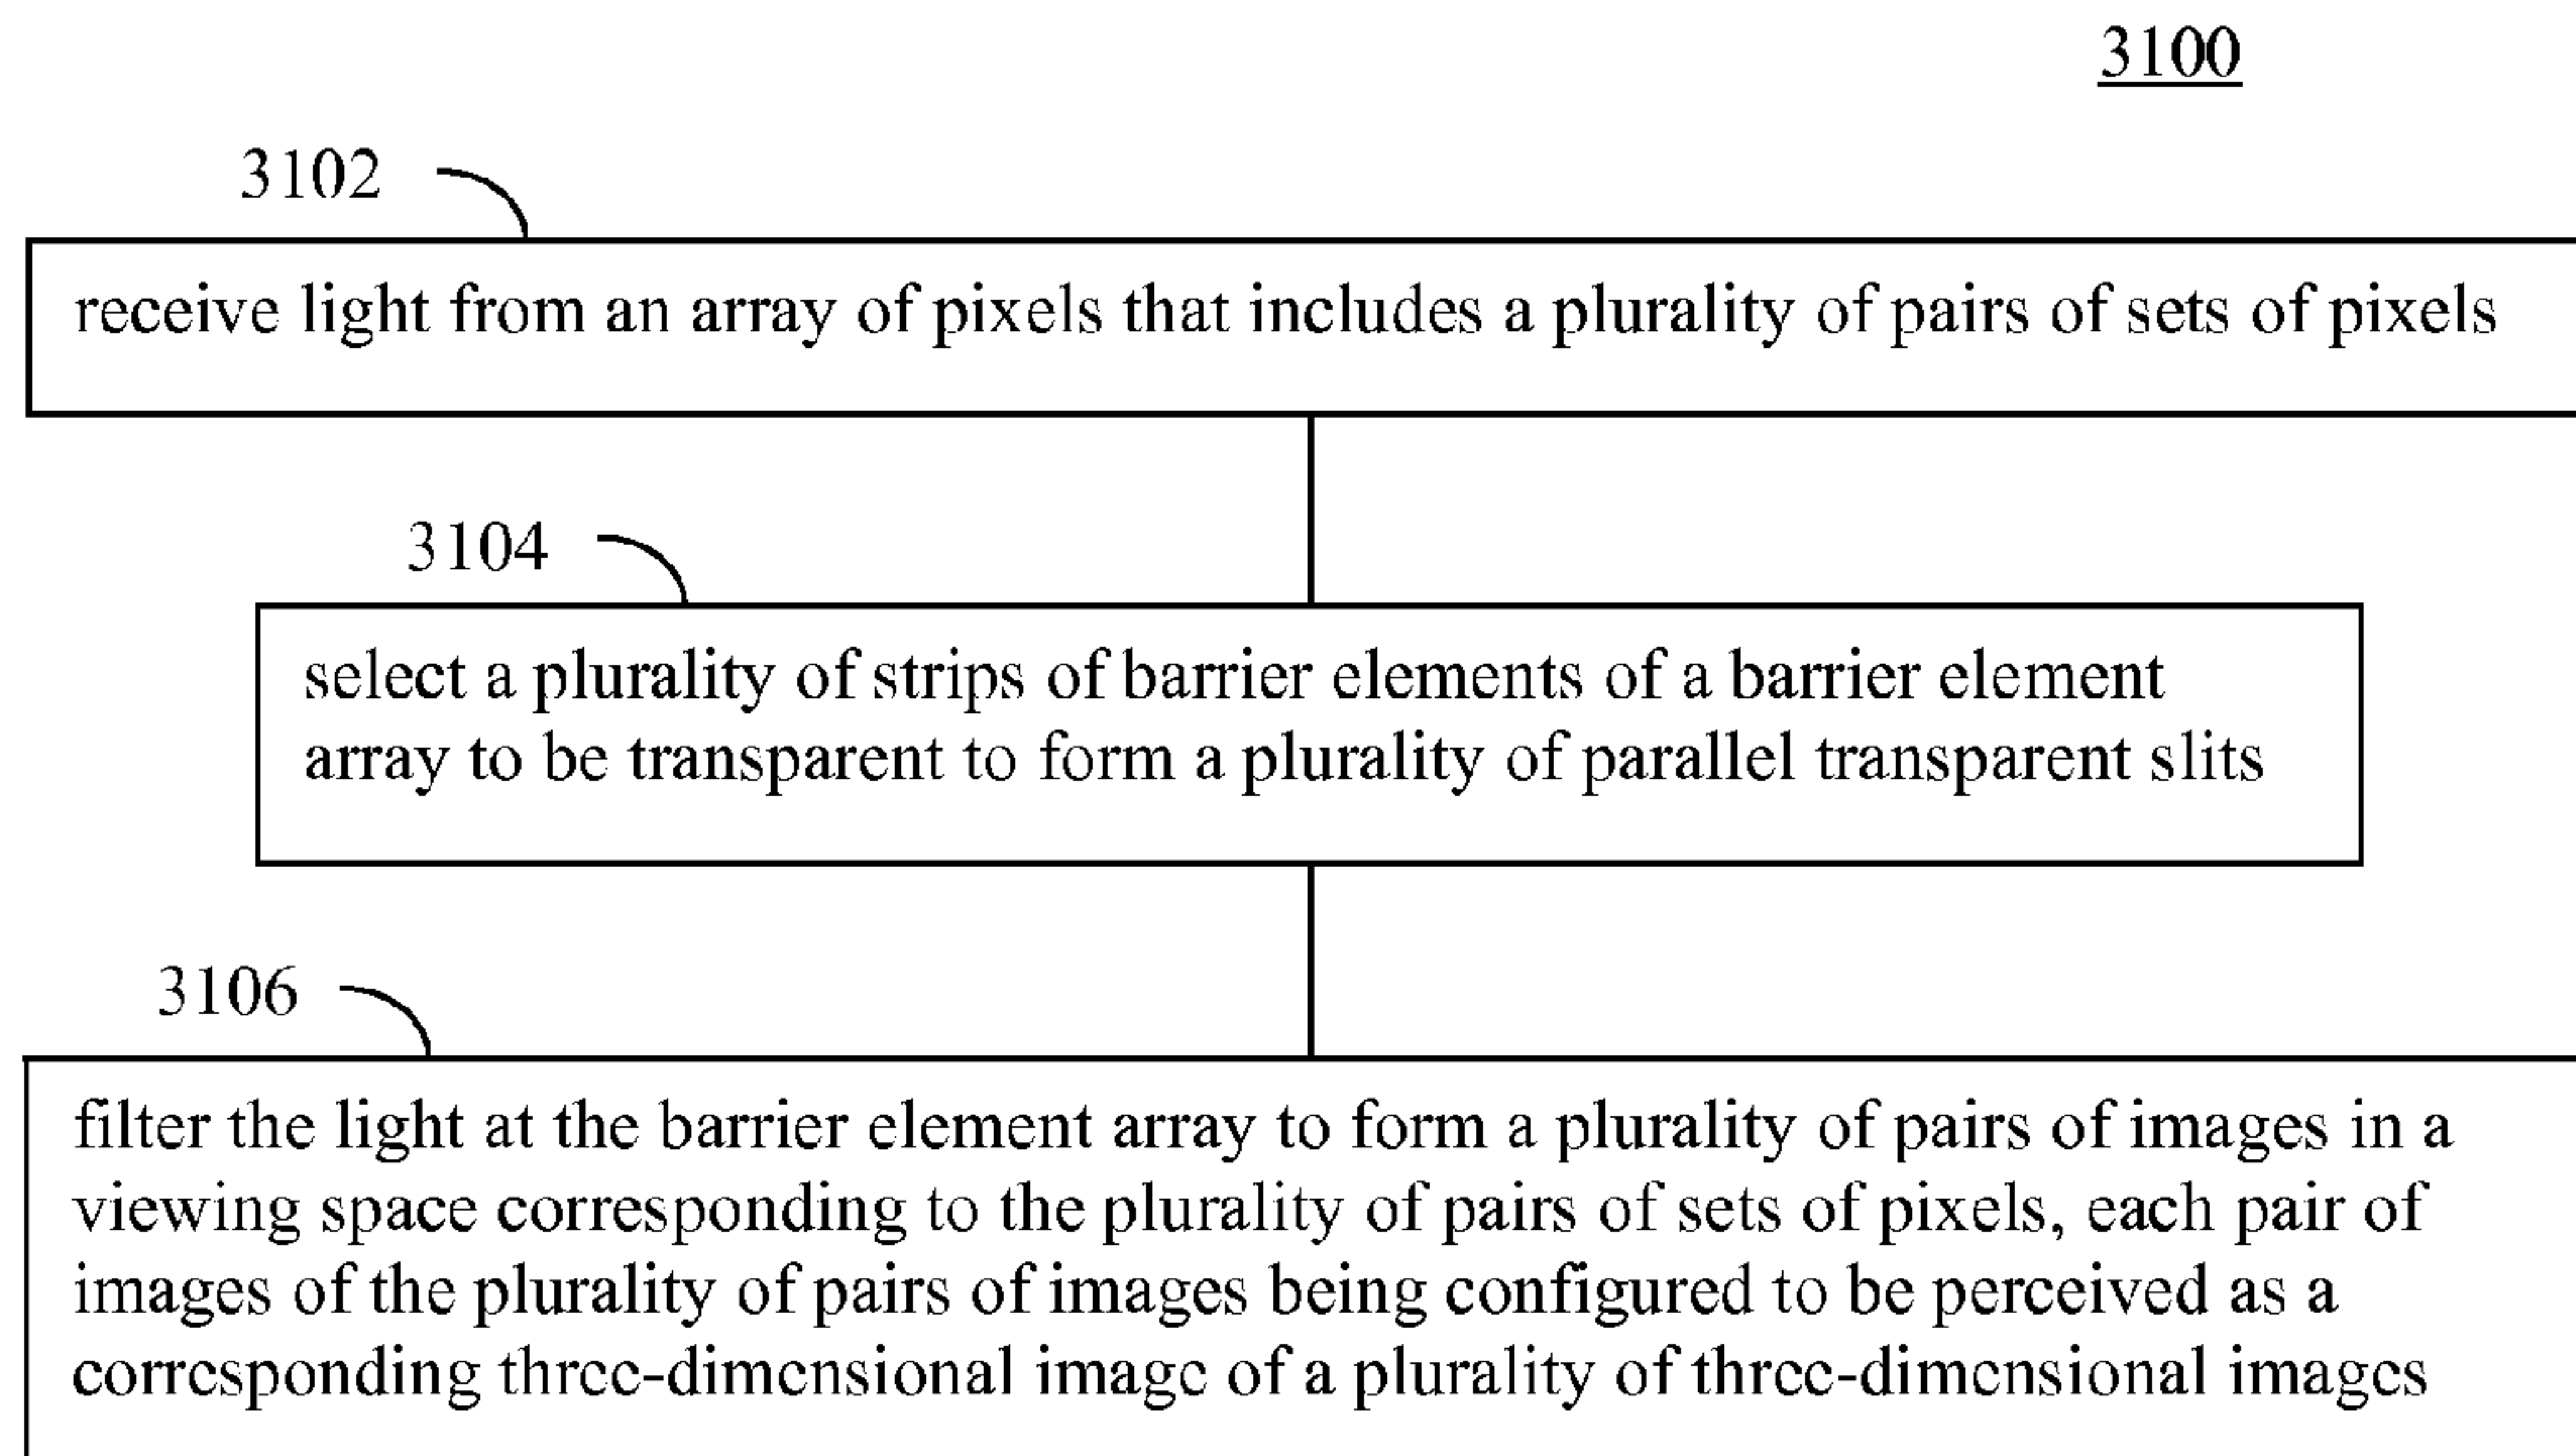 3100
3102
receive light from an array of pixels that includes a plurality of pairs of sets of pixels
3104
select a plurality of strips of barrier elements of a barrier element
array to be transparent to form a plurality of parallel transparent slits
3106
filter the light at the barrier element array to form a plurality of pairs of images in a
viewing space corresponding to the plurality of pairs of sets of pixels, each pair of
images of the plurality of pairs of images being configured to be perceived as a
corresponding three-dimensional image of a plurality of three-dimensional images